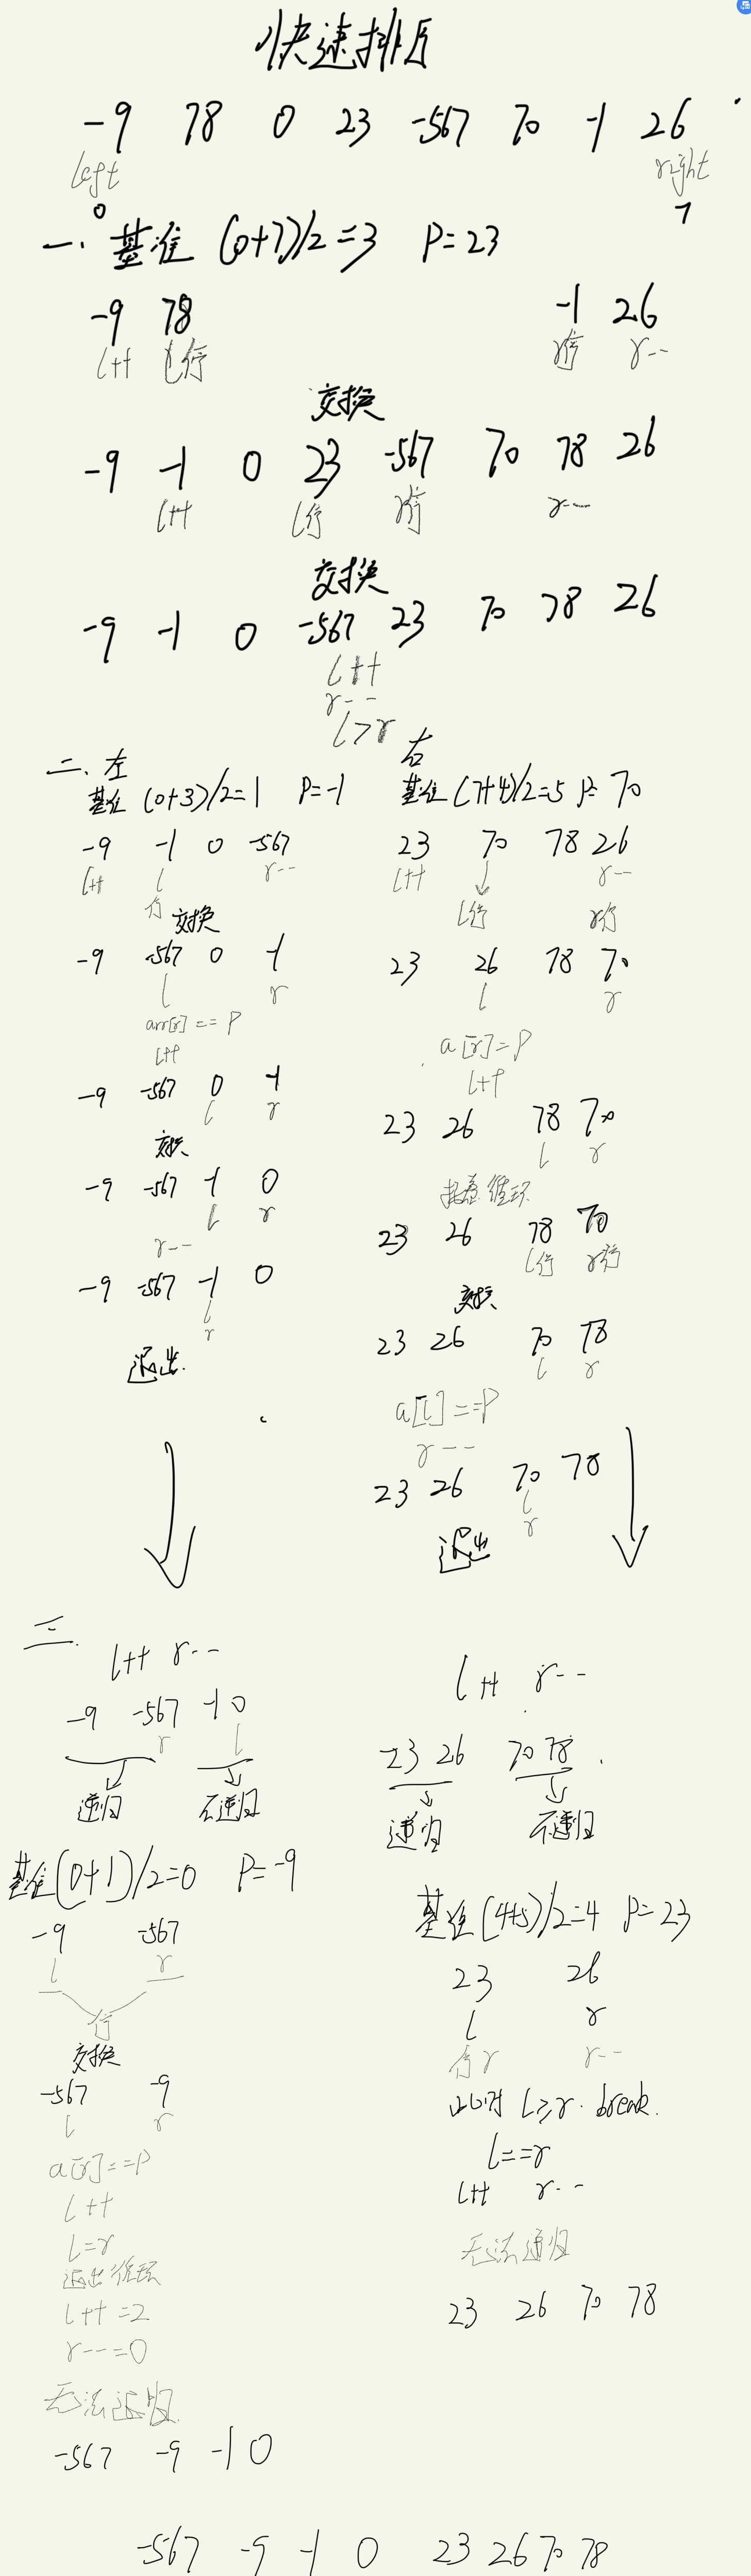 快速排序
-9 78 0 23 -567 70 -1 26
left right
0 7
一. 基准 (0+7)/2=3 P=23
-9 78 -1 26
l++ l停 r停 r--
交换
-9 -1 0 23 -567 70 78 26
l++ l停 r停 r--
交换
-9 -1 0 -567 23 70 78 26
l++
r--
l>r
二、左
基准 (0+3)/2=1 P=-1
-9 -1 0 -567
l++ l r--
停
交换
-9 -567 0 -1
l r
arr[r]==P
l++
-9 -567 0 -1
l r
交换
-9 -567 -1 0
l r
r--
-9 -567 -1 0
l
r
退出.
右
基准 (7+4)/2=5 P=70
23 70 78 26
l++ r--
l停 r停
23 26 78 70
l r
a[r]=P
l++
23 26 78 70
l r
接着循环
23 26 78 70
l停 r停
交换
23 26 70 78
l r
a[l]==P
r--
23 26 70 78
l
r
退出
三.
l++ r--
-9 -567 -1 0
r l
递归 不递归
基准(0+1)/2=0 P=-9
-9 -567
l r
停
交换
-567 -9
l r
a[r]==P
l++
l=r
退出循环
l++=2
r--=0
无法递归
-567 -9 -1 0
l++ r--
23 26 70 78
递归 不递归
基准(4+5)/2=4 P=23
23 26
l r
停r r--
此时 l≥r. break.
l==r
l++ r--
无法递归
23 26 70 78
-567 -9 -1 0 23 26 70 78